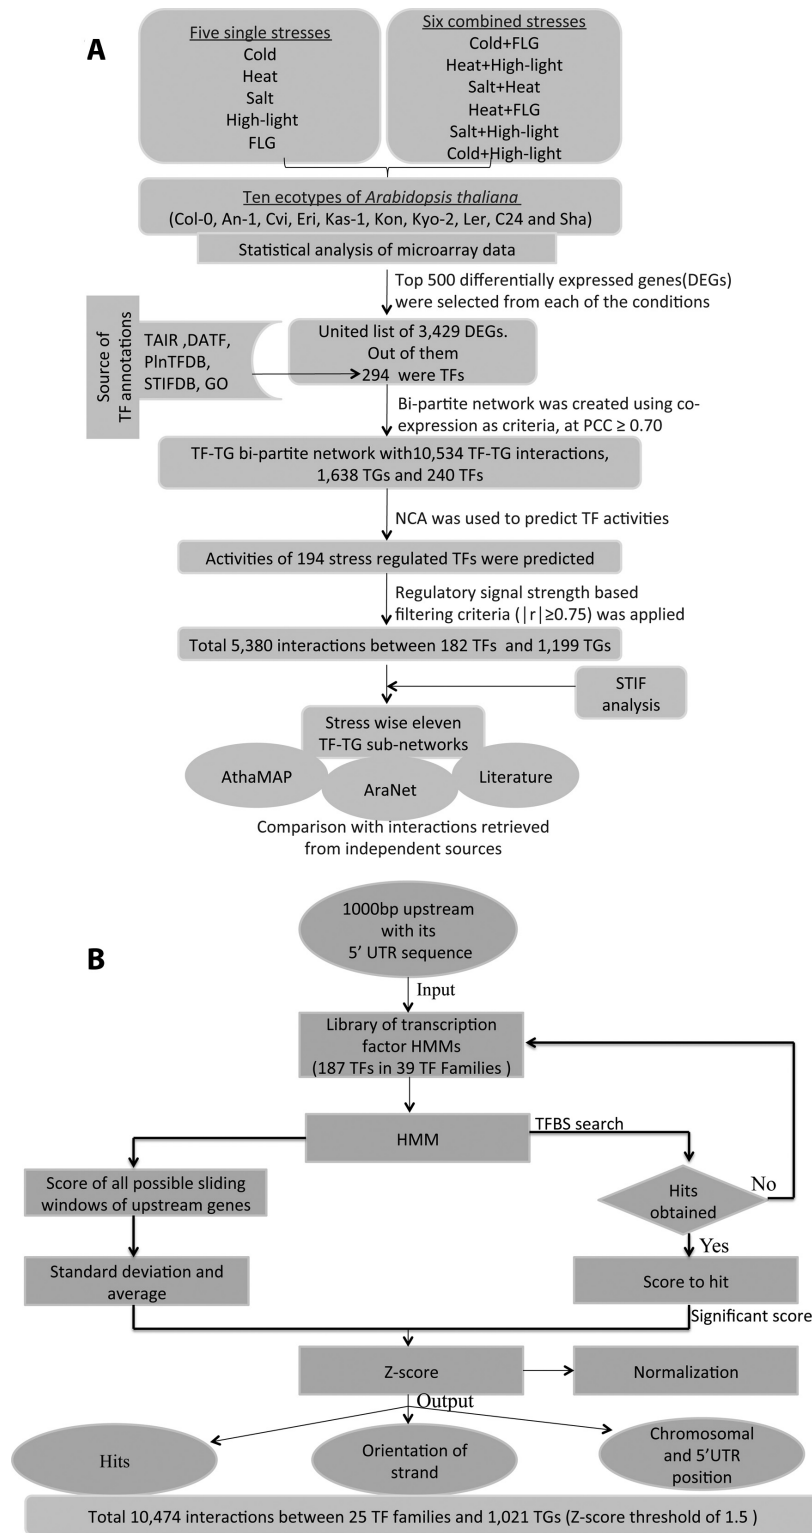 A
Five single stresses
Cold
Heat
Salt
High-light
FLG
Six combined stresses
Cold+FLG
Heat+High-light
Salt+Heat
Heat+FLG
Salt+High-light
Cold+High-light
Ten ecotypes of Arabidopsis thaliana
(Col-0, An-1, Cvi, Eri, Kas-1, Kon, Kyo-2, Ler, C24 and Sha)
Statistical analysis of microarray data
Top 500 differentially expressed genes(DEGs)
were selected from each of the conditions
Source of
TF annotations
TAIR ,DATF,
PlnTFDB,
STIFDB, GO
United list of 3,429 DEGs.
Out of them
294 were TFs
Bi-partite network was created using co-
expression as criteria, at PCC ≥ 0.70
TF-TG bi-partite network with10,534 TF-TG interactions,
1,638 TGs and 240 TFs
NCA was used to predict TF activities
Activities of 194 stress regulated TFs were predicted
Regulatory signal strength based
filtering criteria (|r|≥0.75) was applied
Total 5,380 interactions between 182 TFs and 1,199 TGs
STIF
analysis
Stress wise eleven
TF-TG sub-networks
AthaMAP
AraNet
Literature
Comparison with interactions retrieved
from independent sources
B
1000bp upstream
with its
5’ UTR sequence
Input
Library of transcription
factor HMMs
(187 TFs in 39 TF Families )
HMM
TFBS search
Score of all possible sliding
windows of upstream genes
Hits
obtained
No
Yes
Standard deviation and
average
Score to hit
Significant score
Z-score
Normalization
Output
Hits
Orientation of
strand
Chromosomal
and 5’UTR
position
Total 10,474 interactions between 25 TF families and 1,021 TGs (Z-score threshold of 1.5 )